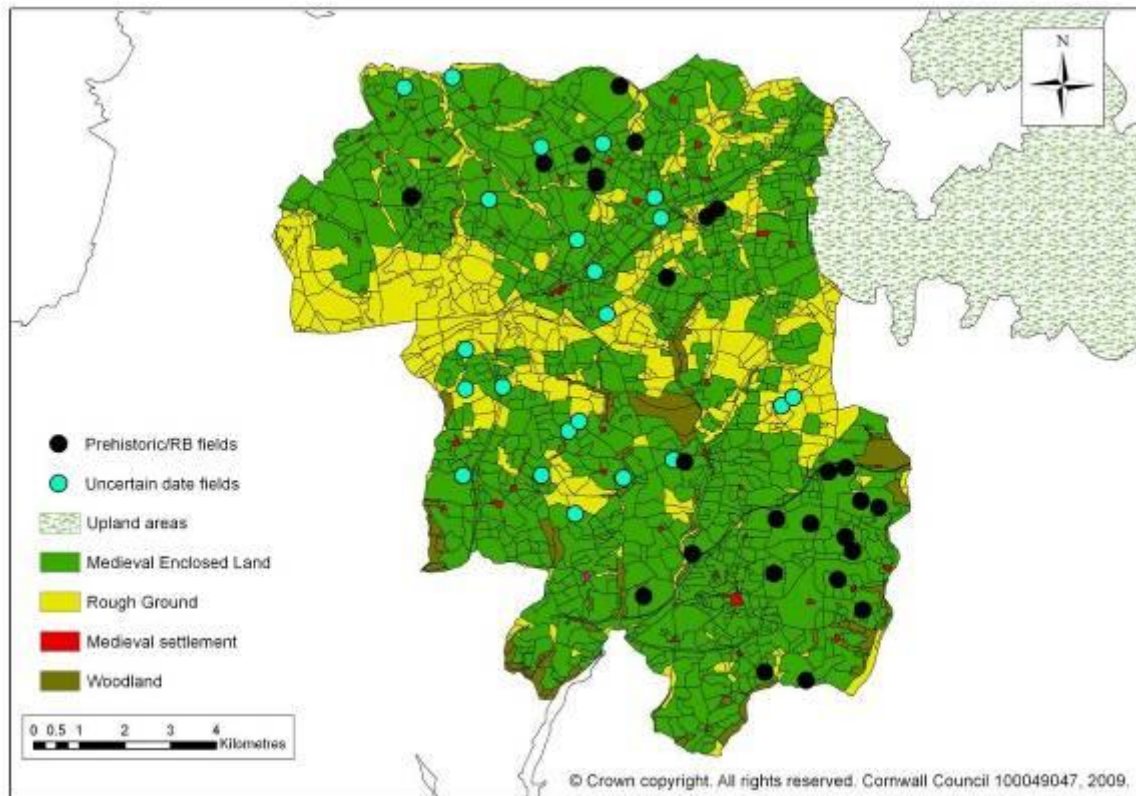 N
Prehistoric/RB fields
Uncertain date fields
Upland areas
Medieval Enclosed Land
Rough Ground
Medieval settlement
Woodland
0 0.5 1 2 3 4
Kilometres
© Crown copyright. All rights reserved. Cornwall Council 100049047, 2009.